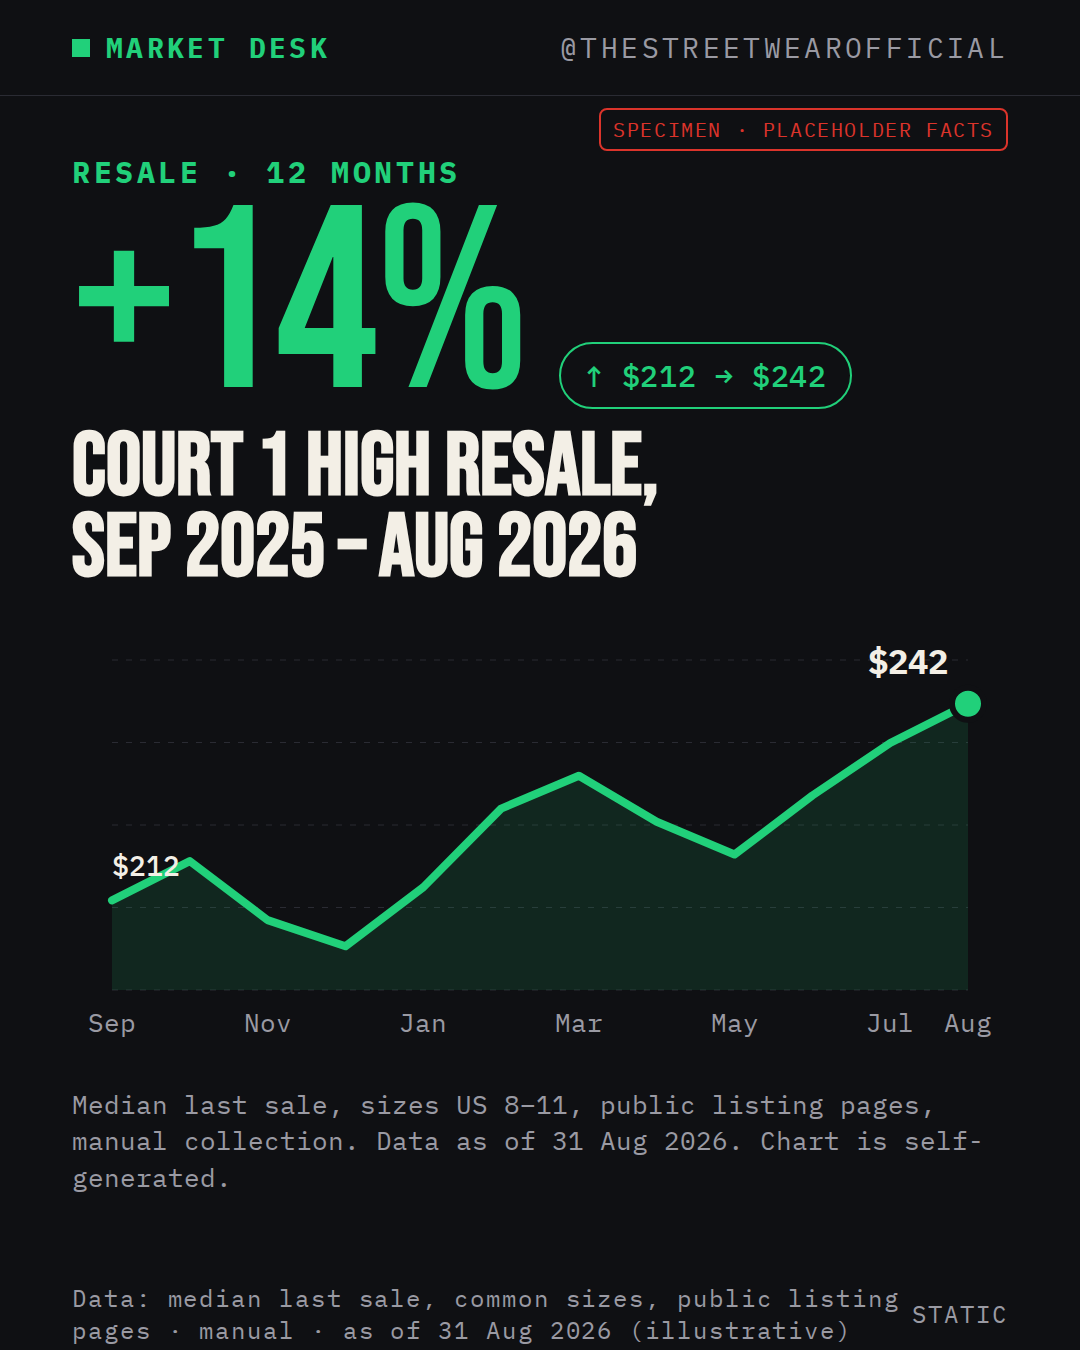 MARKET DESK
@THESTREETWEAROFFICIAL
SPECIMEN · PLACEHOLDER FACTS
RESALE · 12 MONTHS
+14%
↑ $212 → $242
COURT 1 HIGH RESALE,
SEP 2025 – AUG 2026
$242
$212
Sep Nov Jan Mar May Jul Aug
Median last sale, sizes US 8–11, public listing pages,
manual collection. Data as of 31 Aug 2026. Chart is self-
generated.
Data: median last sale, common sizes, public listing
pages · manual · as of 31 Aug 2026 (illustrative)
STATIC